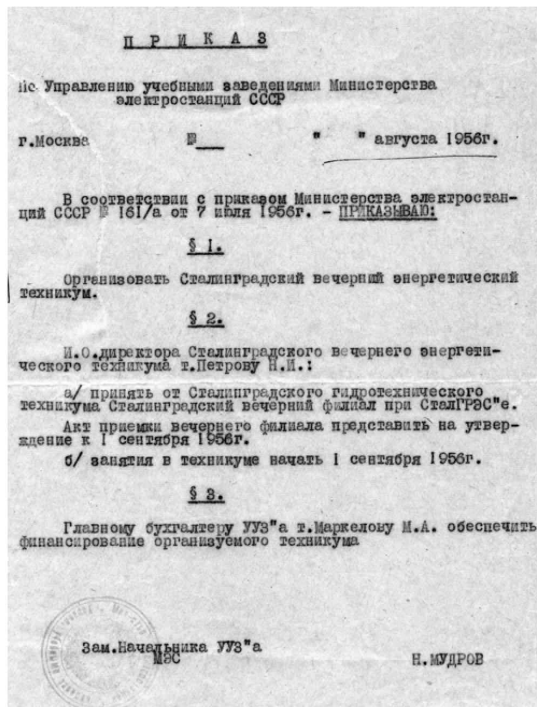 П Р И К А З
По Управлению учебными заведениями Министерства
электростанций СССР
г.Москва № ___ " " августа 1956г.
В соответствии с приказом Министерства электростан-
ций СССР № 161/а от 7 июля 1956г. - ПРИКАЗЫВАЮ:
§ 1.
Организовать Сталинградский вечерний энергетический
техникум.
§ 2.
И.О.директора Сталинградского вечернего энергети-
ческого техникума т.Петрову Н.И.:
а/ принять от Сталинградского гидротехнического
техникума Сталинградский вечерний филиал при СталГРЭС"е.
Акт приемки вечернего филиала представить на утвер-
ждение к 1 сентября 1956г.
б/ занятия в техникуме начать 1 сентября 1956г.
§ 3.
Главному бухгалтеру УУЗ"а т.Маркелову М.А. обеспечить
финансирование организуемого техникума
Зам.Начальника УУЗ"а
МЭС Н.МУДРОВ